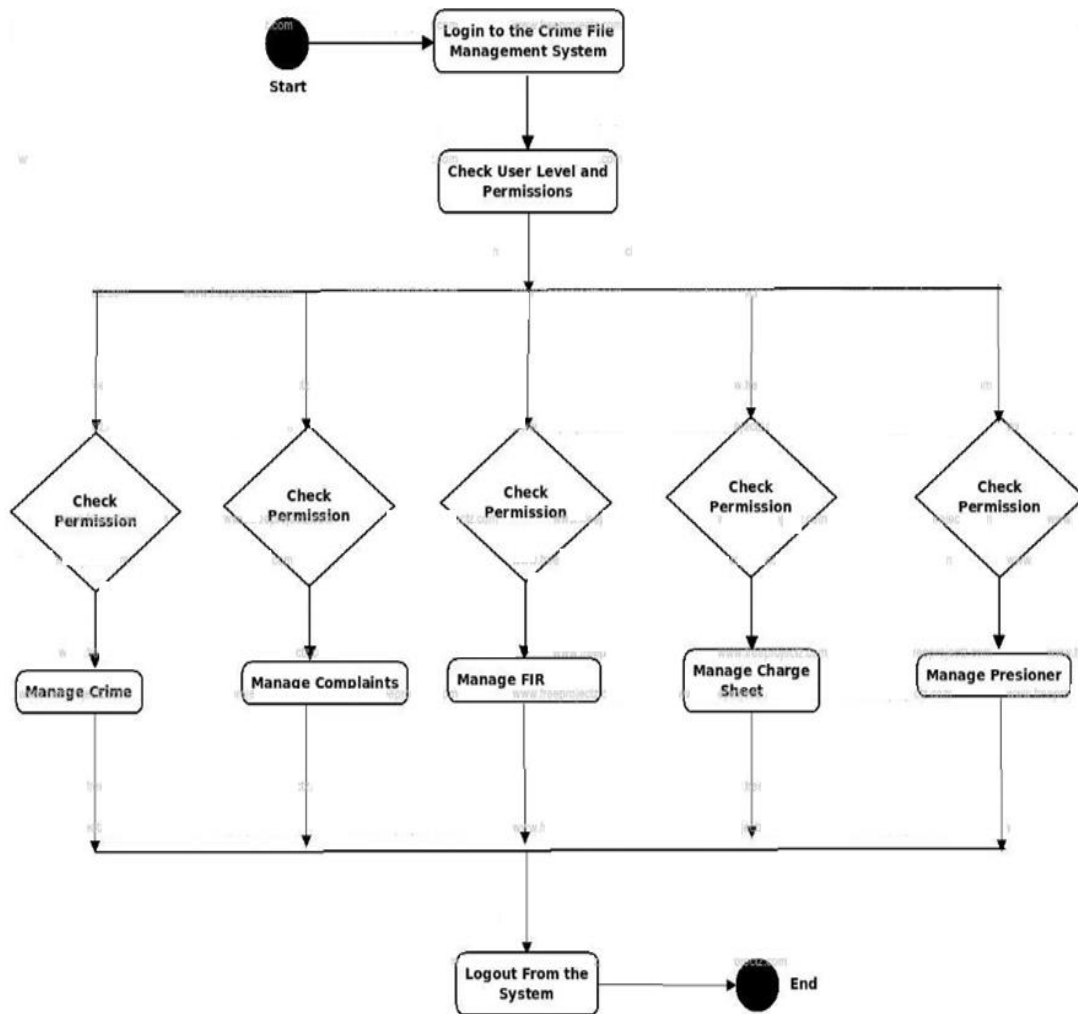 Login to the Crime File
Management System
Start
Check User Level and
Permissions
Check
Permission
Check
Permission
Check
Permission
Check
Permission
Check
Permission
Manage Crime
Manage Complaints
Manage FIR
Manage Charge
Sheet
Manage Presioner
Logout From the
System
End